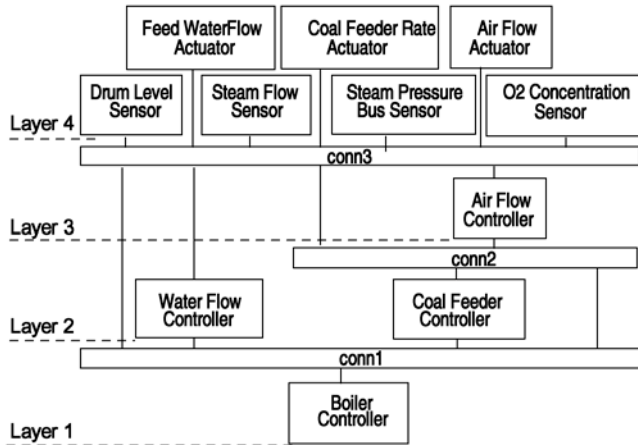 Feed WaterFlow
Actuator
Coal Feeder Rate
Actuator
Air Flow
Actuator
Drum Level
Sensor
Steam Flow
Sensor
Steam Pressure
Bus Sensor
O2 Concentration
Sensor
Layer 4
conn3
Air Flow
Controller
Layer 3
conn2
Water Flow
Controller
Coal Feeder
Controller
Layer 2
conn1
Boiler
Controller
Layer 1